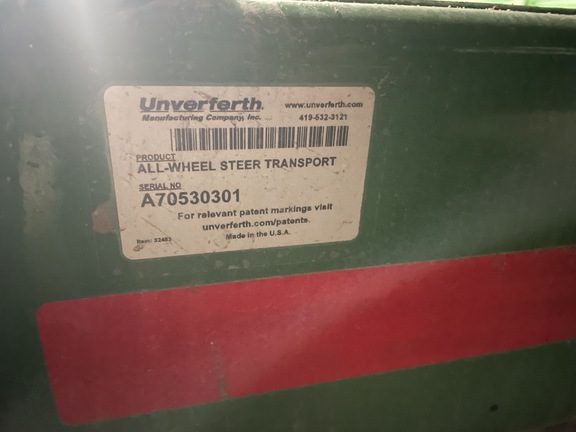 Unverferth. www.unverferth.com
Manufacturing Company, Inc. 419-532-3121
PRODUCT
ALL-WHEEL STEER TRANSPORT
SERIAL NO
A70530301
For relevant patent markings visit
unverferth.com/patents.
Made in the U.S.A.